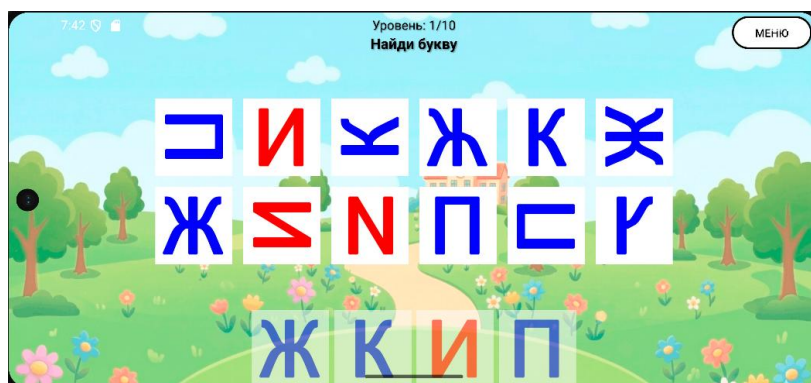 7:42
Уровень: 1/10
Найди букву
МЕНЮ
И Ж К Ж
Ж И П
Ж К И П